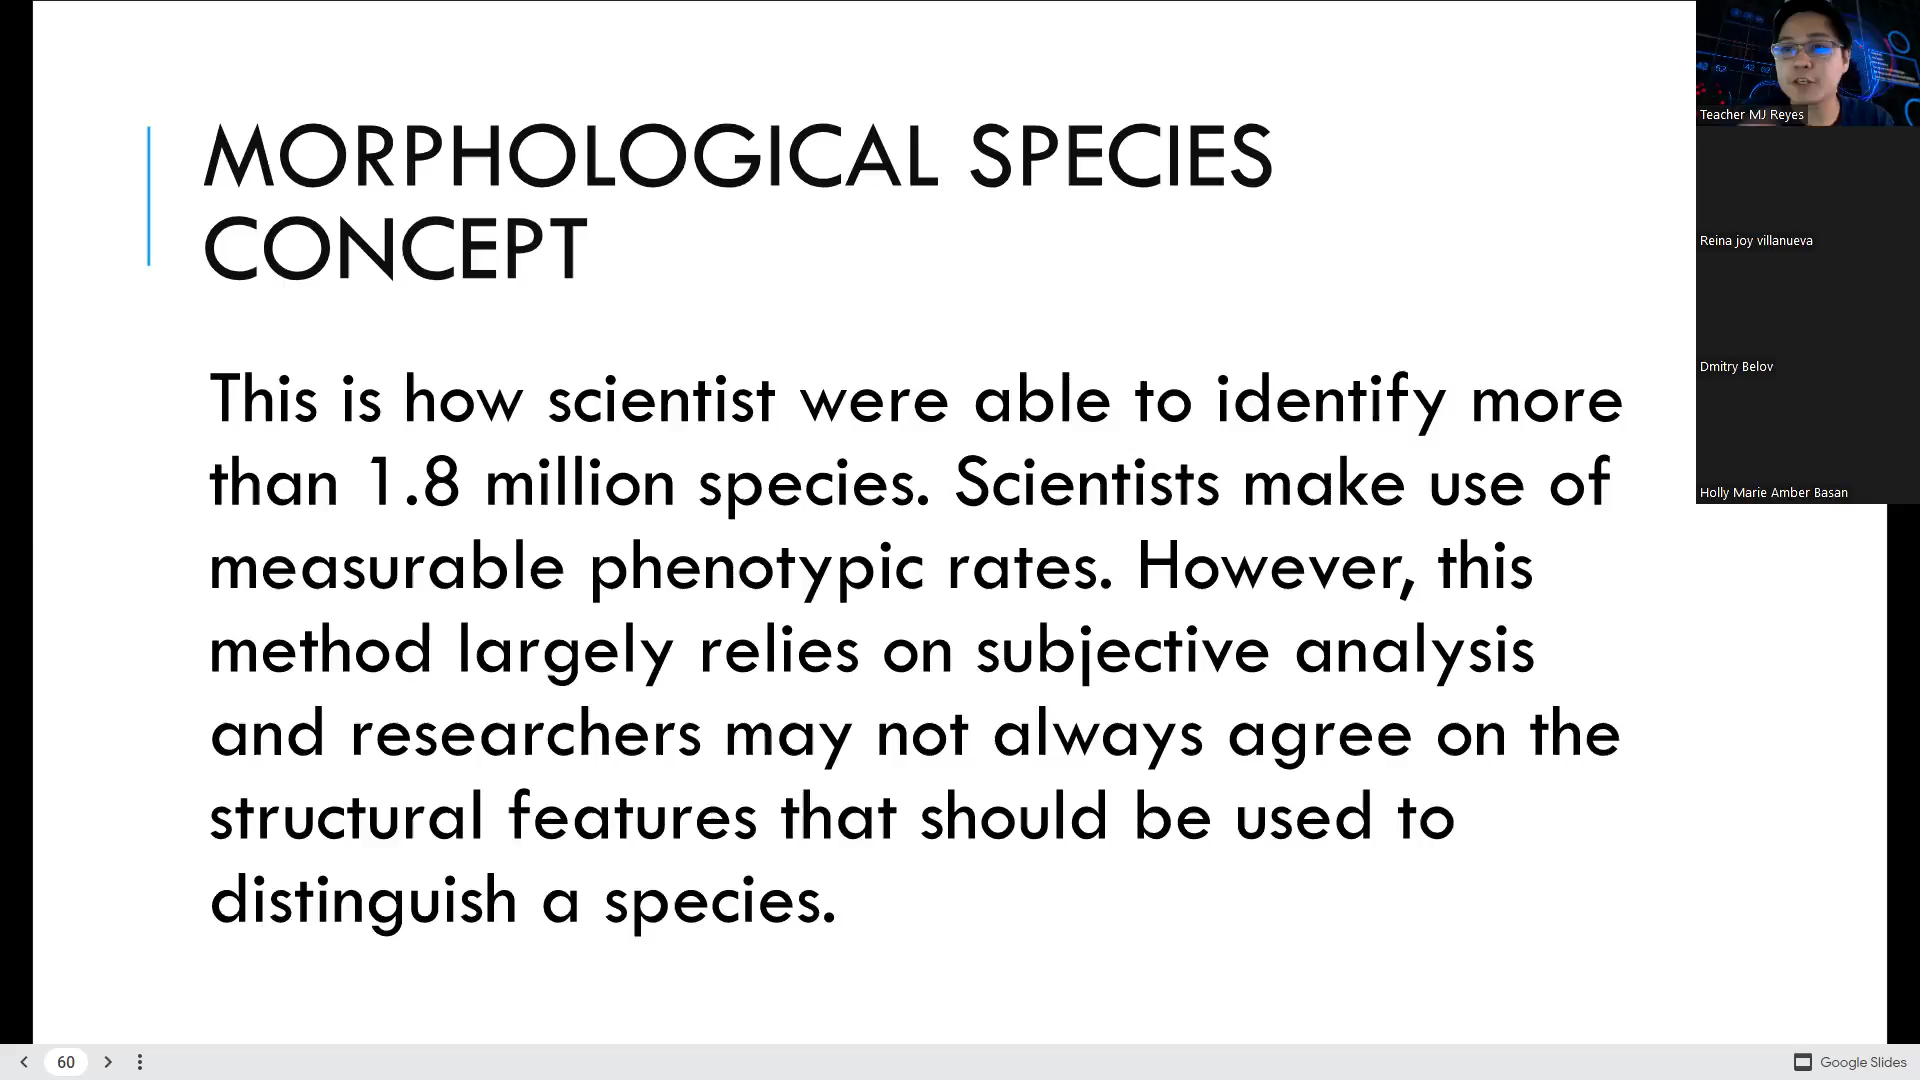 MORPHOLOGICAL SPECIES
CONCEPT
This is how scientist were able to identify more
than 1.8 million species. Scientists make use of
measurable phenotypic rates. However, this
method largely relies on subjective analysis
and researchers may not always agree on the
structural features that should be used to
distinguish a species.
Teacher MJ Reyes
Reina joy villanueva
Dmitry Belov
Holly Marie Amber Basan
60
Google Slides